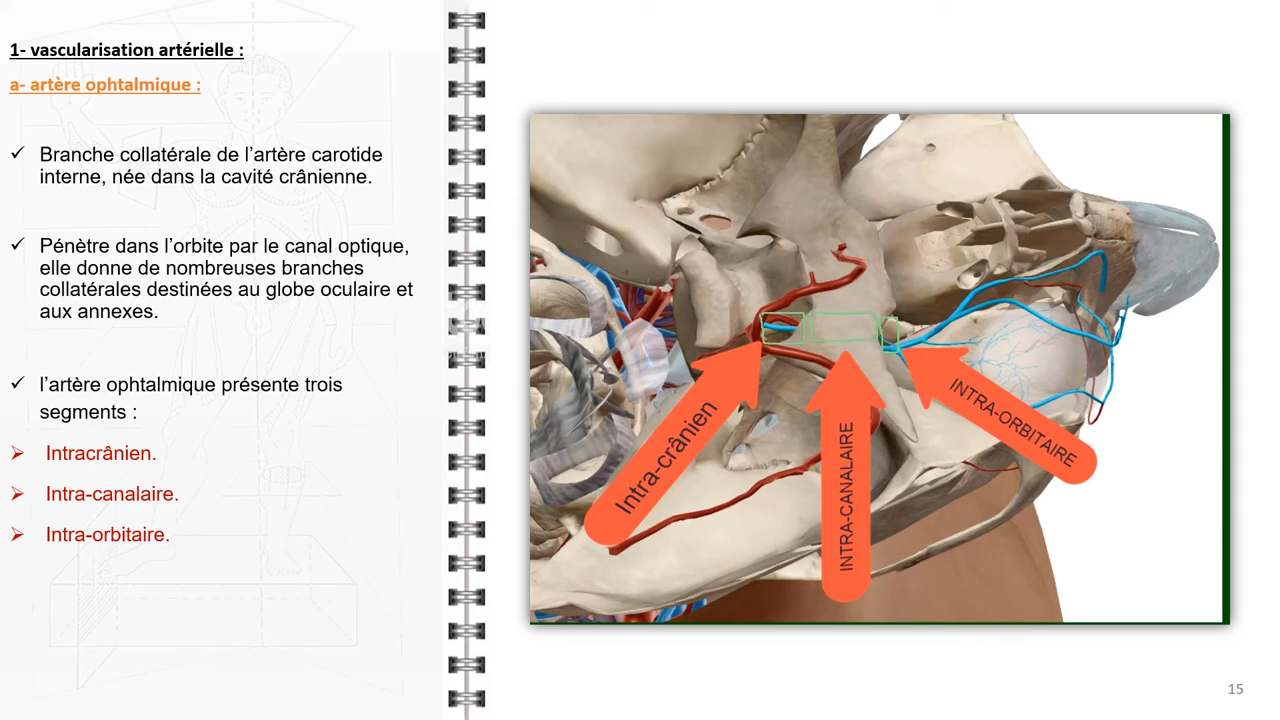 1- vascularisation artérielle :
a- artère ophtalmique :
✓ Branche collatérale de l’artère carotide
interne, née dans la cavité crânienne.
✓ Pénètre dans l’orbite par le canal optique,
elle donne de nombreuses branches
collatérales destinées au globe oculaire et
aux annexes.
✓ l’artère ophtalmique présente trois
segments :
➢ Intracrânien.
➢ Intra-canalaire.
➢ Intra-orbitaire.
Intra-crânien
INTRA-CANALAIRE
INTRA-ORBITAIRE
15